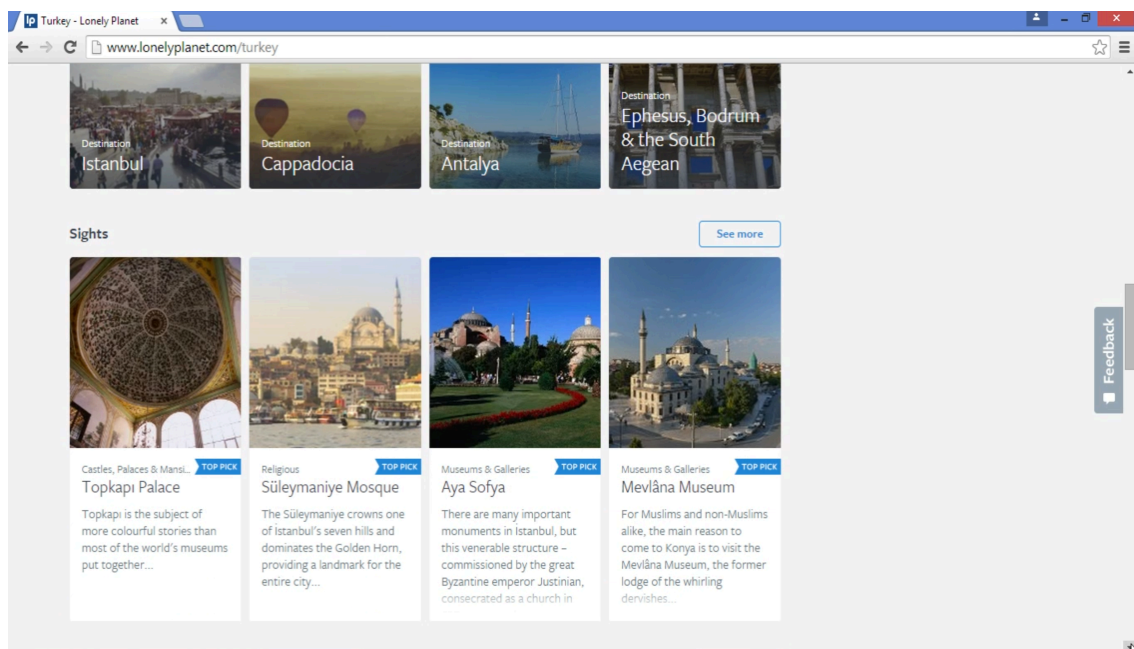 lp Turkey - Lonely Planet
www.lonelyplanet.com/turkey
Destination
Istanbul
Destination
Cappadocia
Destination
Antalya
Destination
Ephesus, Bodrum
& the South
Aegean
Sights
See more
Castles, Palaces & Mansi...
TOP PICK
Topkapı Palace
Topkapı is the subject of
more colourful stories than
most of the world's museums
put together...
Religious
TOP PICK
Süleymaniye Mosque
The Süleymaniye crowns one
of İstanbul's seven hills and
dominates the Golden Horn,
providing a landmark for the
entire city...
Museums & Galleries
TOP PICK
Aya Sofya
There are many important
monuments in İstanbul, but
this venerable structure –
commissioned by the great
Byzantine emperor Justinian,
consecrated as a church in
Museums & Galleries
TOP PICK
Mevlâna Museum
For Muslims and non-Muslims
alike, the main reason to
come to Konya is to visit the
Mevlâna Museum, the former
lodge of the whirling
dervishes...
Feedback